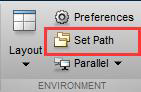 Preferences
Layout
Set Path
Parallel
ENVIRONMENT